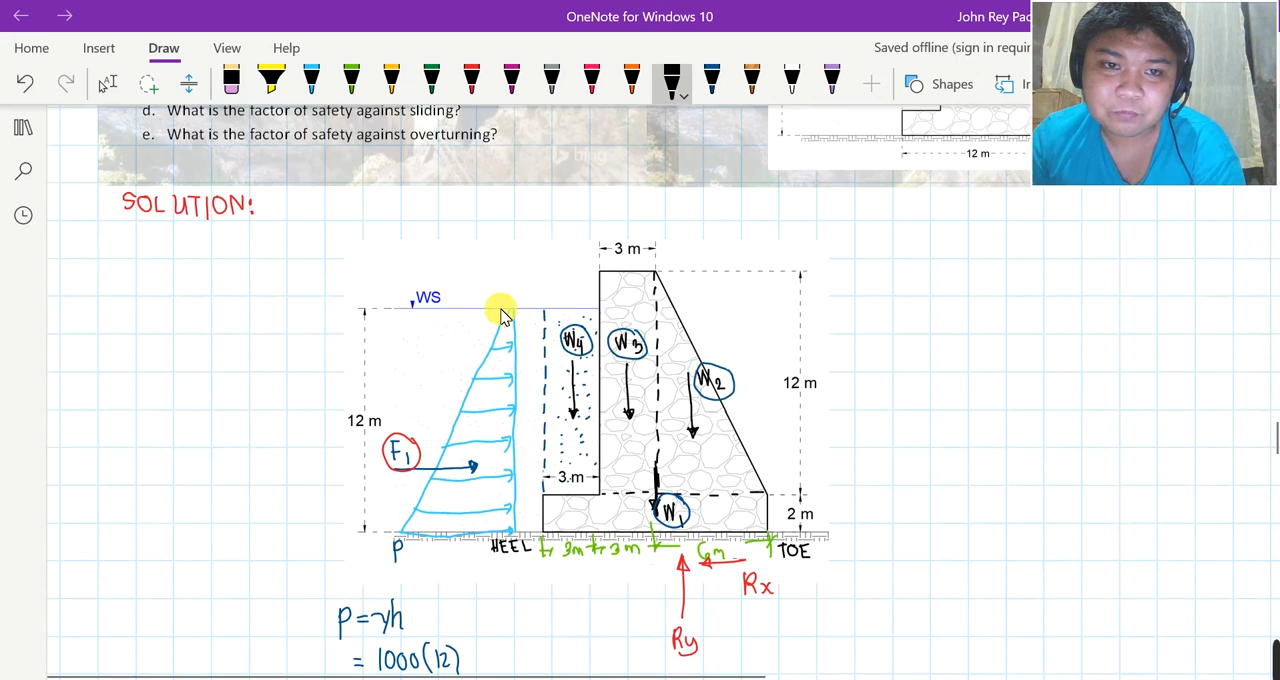 OneNote for Windows 10
John Rey Pac
Home Insert Draw View Help
Saved offline (sign in requir
Shapes
In
d. What is the factor of safety against sliding?
e. What is the factor of safety against overturning?
12 m
SOLUTION:
3 m
WS
W4 W3
W2
12 m
12 m
F1
3 m
W1
2 m
P HEEL 3m 3m 6m TOE
Rx
Ry
P = γh
= 1000(12)